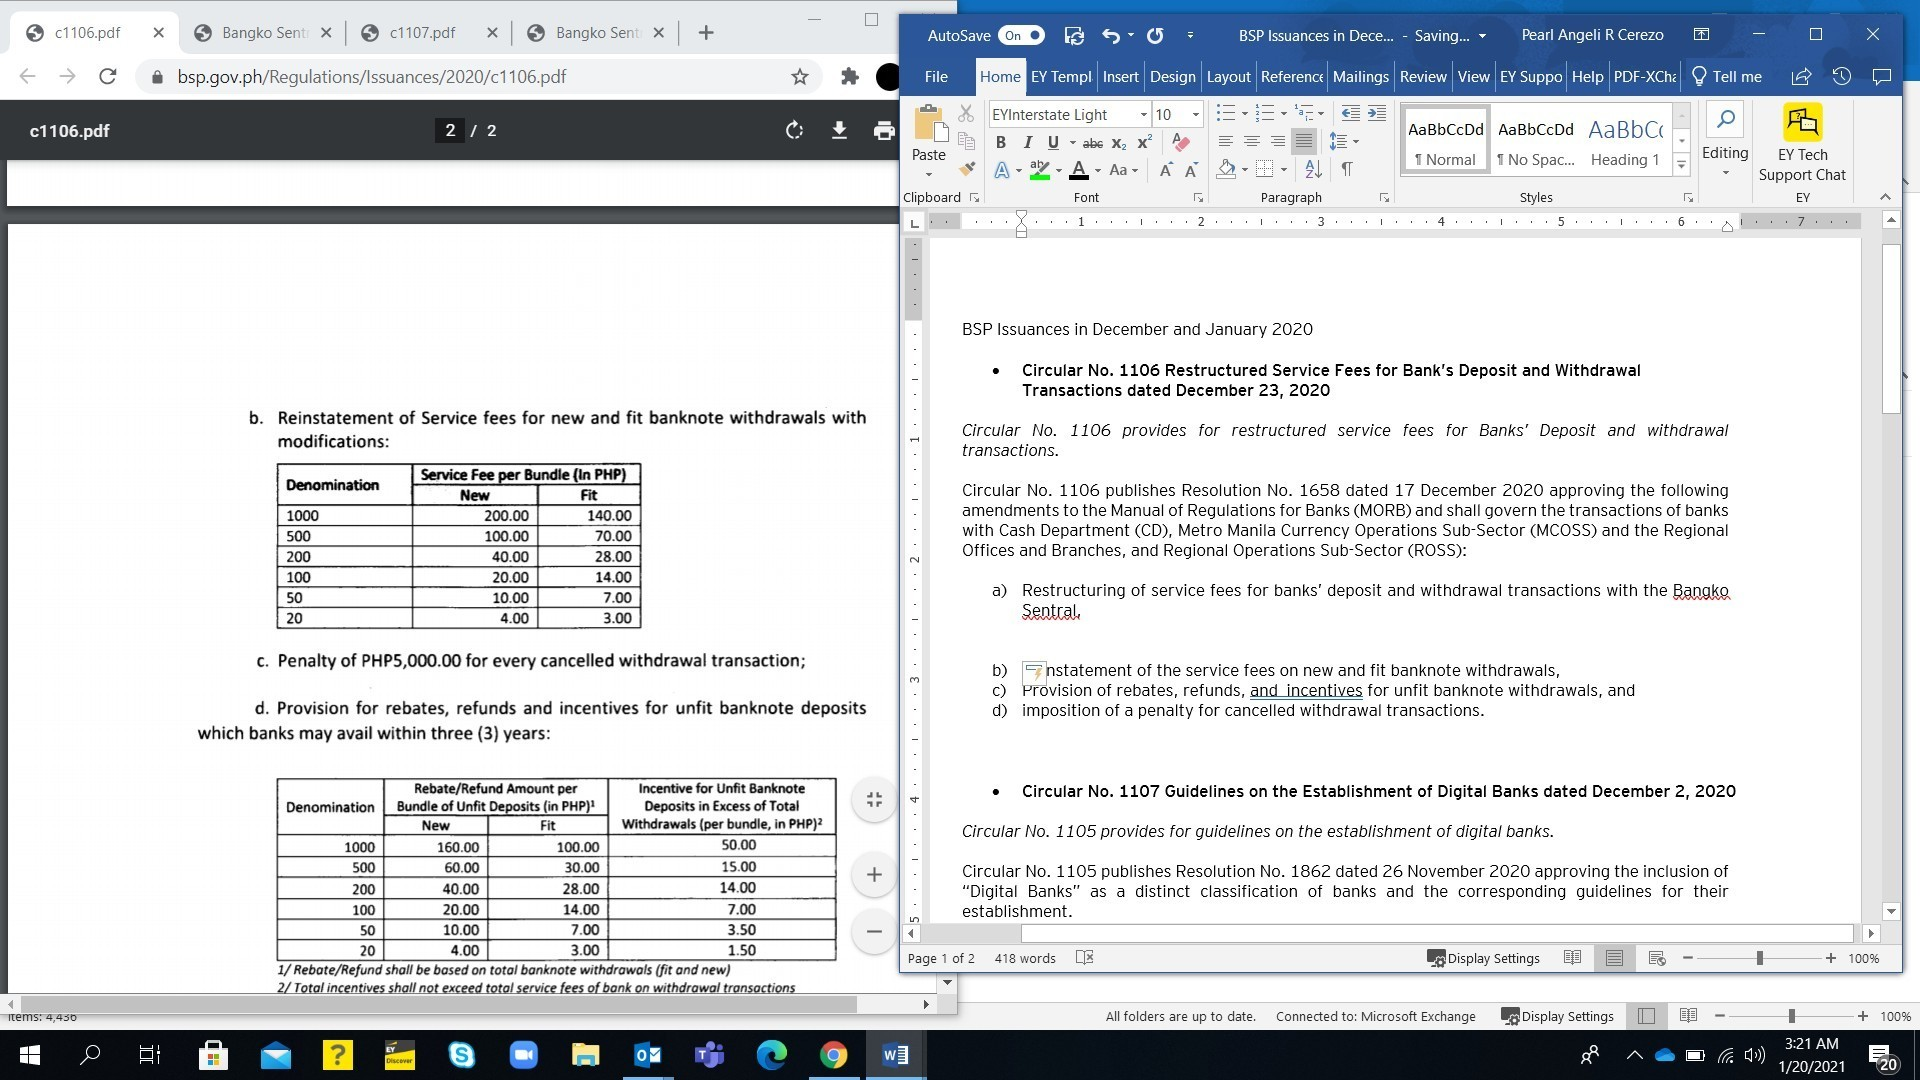 c1106.pdf
Bangko Sent
c1107.pdf
Bangko Sent
bsp.gov.ph/Regulations/Issuances/2020/c1106.pdf
c1106.pdf
2 / 2
b. Reinstatement of Service fees for new and fit banknote withdrawals with
modifications:
Denomination Service Fee per Bundle (In PHP)
New Fit
1000 200.00 140.00
500 100.00 70.00
200 40.00 28.00
100 20.00 14.00
50 10.00 7.00
20 4.00 3.00
c. Penalty of PHP5,000.00 for every cancelled withdrawal transaction;
d. Provision for rebates, refunds and incentives for unfit banknote deposits
which banks may avail within three (3) years:
Rebate/Refund Amount per Incentive for Unfit Banknote
Denomination Bundle of Unfit Deposits (in PHP)¹ Deposits in Excess of Total
New Fit Withdrawals (per bundle, in PHP)²
1000 160.00 100.00 50.00
500 60.00 30.00 15.00
200 40.00 28.00 14.00
100 20.00 14.00 7.00
50 10.00 7.00 3.50
20 4.00 3.00 1.50
1/ Rebate/Refund shall be based on total banknote withdrawals (fit and new)
2/ Total incentives shall not exceed total service fees of bank on withdrawal transactions
Items: 4,436
AutoSave On BSP Issuances in Dece... - Saving... Pearl Angeli R Cerezo
File Home EY Templ Insert Design Layout Reference Mailings Review View EY Suppo Help PDF-XCha Tell me
Paste
EYInterstate Light 10
B I U abc X₂ X²
A ab A Aa A A
AaBbCcDd AaBbCcDd AaBbC
¶ Normal ¶ No Spac... Heading 1
Editing
EY Tech
Support Chat
Clipboard Font Paragraph Styles EY
1 2 3 4 5 6 7
BSP Issuances in December and January 2020
• Circular No. 1106 Restructured Service Fees for Bank's Deposit and Withdrawal
Transactions dated December 23, 2020
Circular No. 1106 provides for restructured service fees for Banks' Deposit and withdrawal
transactions.
Circular No. 1106 publishes Resolution No. 1658 dated 17 December 2020 approving the following
amendments to the Manual of Regulations for Banks (MORB) and shall govern the transactions of banks
with Cash Department (CD), Metro Manila Currency Operations Sub-Sector (MCOSS) and the Regional
Offices and Branches, and Regional Operations Sub-Sector (ROSS):
a) Restructuring of service fees for banks' deposit and withdrawal transactions with the Bangko
Sentral,
b) nstatement of the service fees on new and fit banknote withdrawals,
c) Provision of rebates, refunds, and incentives for unfit banknote withdrawals, and
d) imposition of a penalty for cancelled withdrawal transactions.
• Circular No. 1107 Guidelines on the Establishment of Digital Banks dated December 2, 2020
Circular No. 1105 provides for guidelines on the establishment of digital banks.
Circular No. 1105 publishes Resolution No. 1862 dated 26 November 2020 approving the inclusion of
"Digital Banks" as a distinct classification of banks and the corresponding guidelines for their
establishment.
1
2
3
4
5
Page 1 of 2 418 words Display Settings 100%
All folders are up to date. Connected to: Microsoft Exchange Display Settings 100%
EY
Discover
3:21 AM
1/20/2021
20